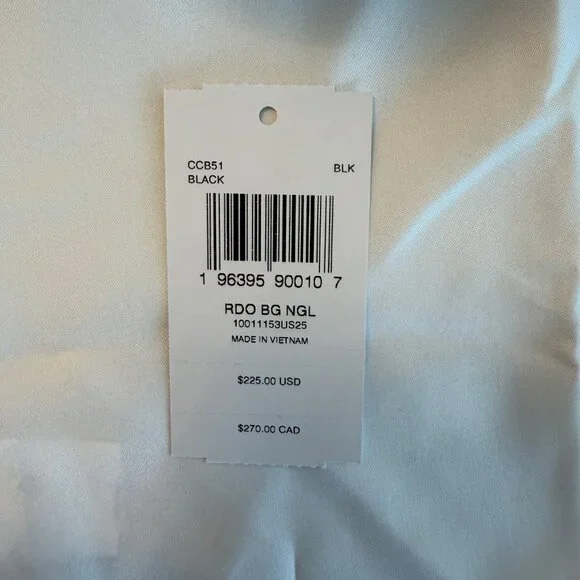 CCB51 BLK
BLACK
1 96395 90010 7
RDO BG NGL
10011153US25
MADE IN VIETNAM
$225.00 USD
$270.00 CAD